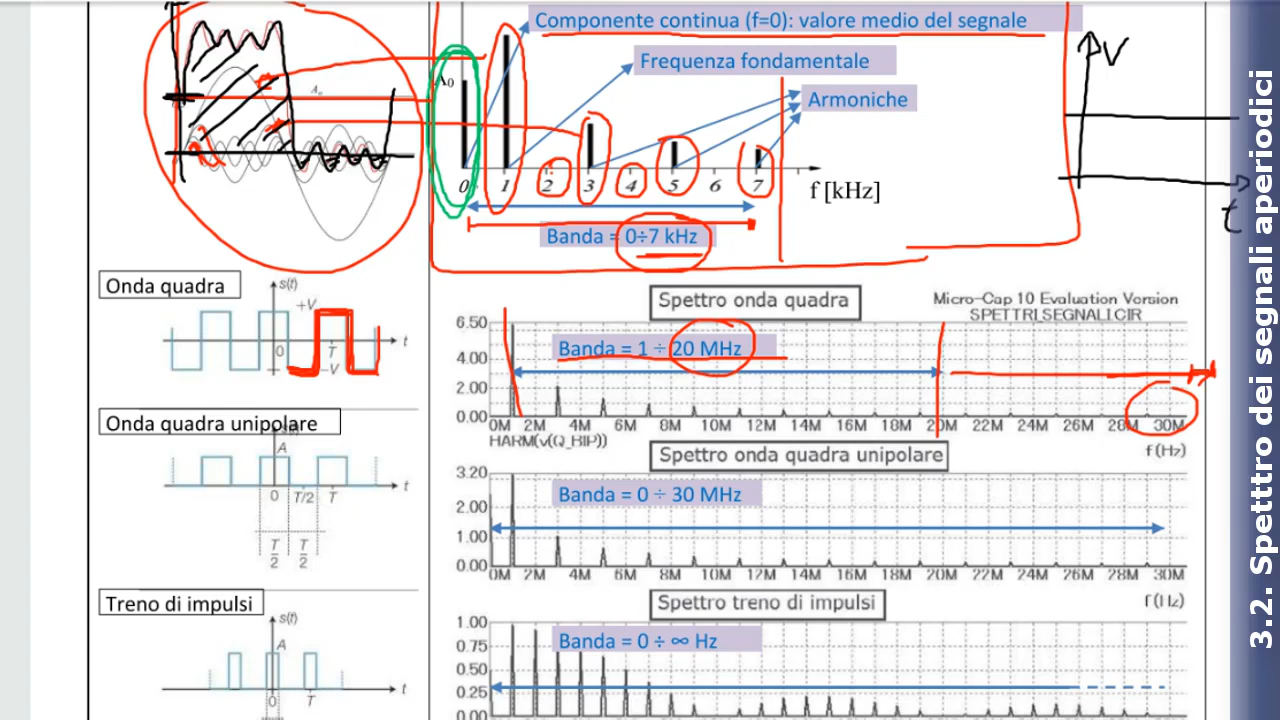 Componente continua (f=0): valore medio del segnale
Frequenza fondamentale
Armoniche
A₀
V
0 1 2 3 4 5 6 7
f [kHz]
t
Banda = 0÷7 kHz
3.2. Spettro dei segnali aperiodici
Onda quadra
s(t)
+V
0
T
-V
t
Spettro onda quadra
Micro-Cap 10 Evaluation Version
SPETTRI_SEGNALI.CIR
Banda = 1 ÷ 20 MHz
6.50
4.00
2.00
0.00
0M 2M 4M 6M 8M 10M 12M 14M 16M 18M 20M 22M 24M 26M 28M 30M
HARM(v(Q_BIP))
f (Hz)
Onda quadra unipolare
A
0 T/2 T
t
T/2 T/2
Spettro onda quadra unipolare
Banda = 0 ÷ 30 MHz
3.20
2.00
1.00
0.00
0M 2M 4M 6M 8M 10M 12M 14M 16M 18M 20M 22M 24M 26M 28M 30M
f (Hz)
Treno di impulsi
s(t)
A
0
T
t
Spettro treno di impulsi
Banda = 0 ÷ ∞ Hz
1.00
0.75
0.50
0.25
0.00